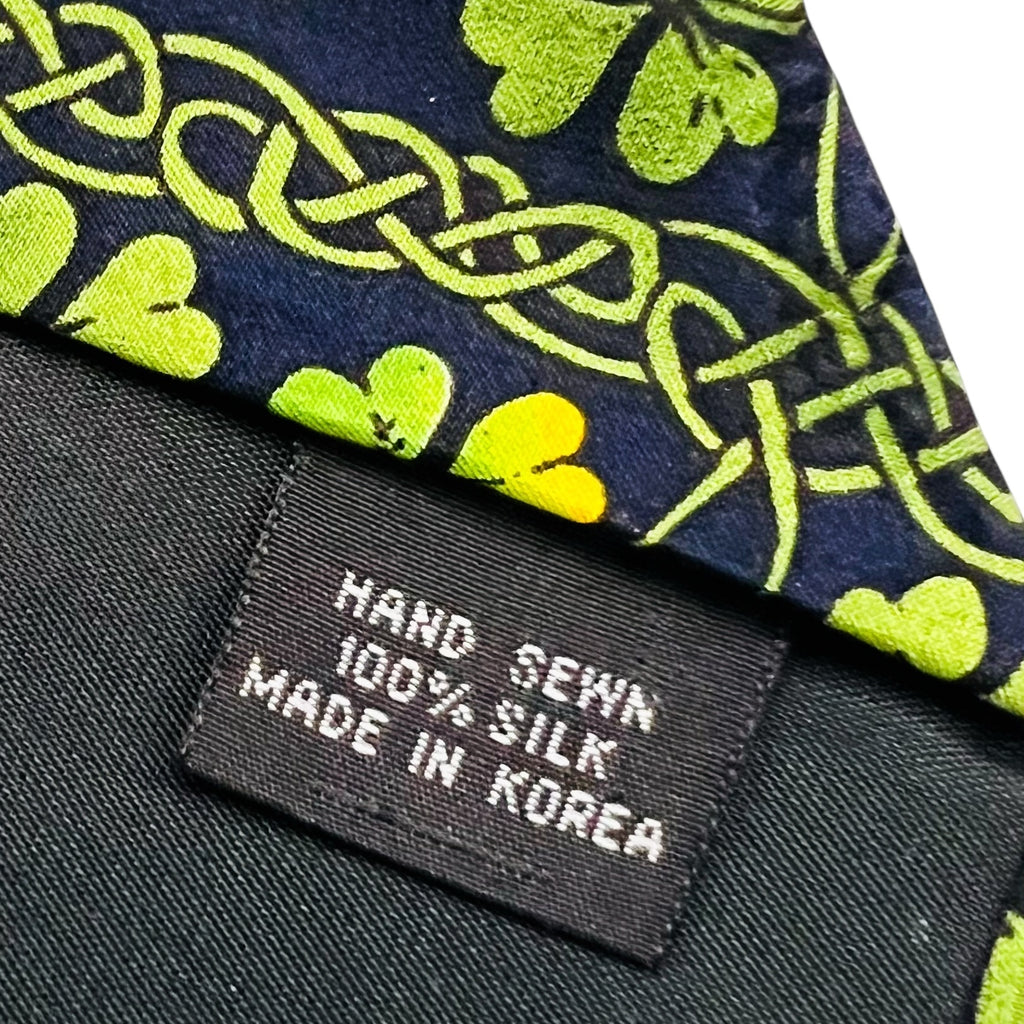 HAND SEWN
100% SILK
MADE IN KOREA